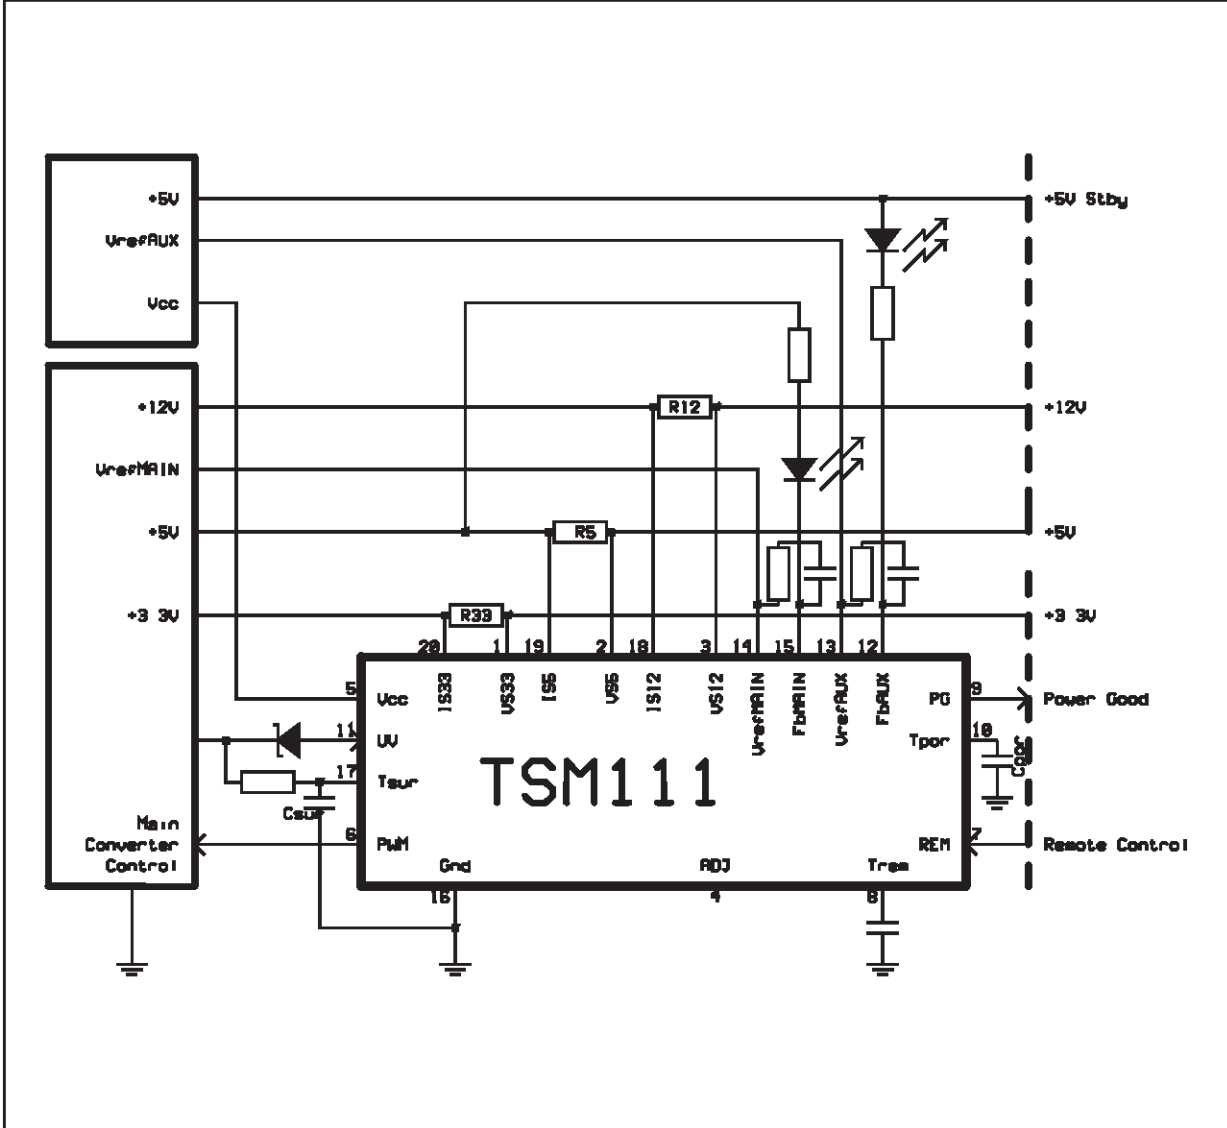 +5V
+5V Stby
VrefAUX
Vcc
+12V
R12
+12V
VrefMAIN
+5V
R5
+5V
+3 3V
R33
+3 3V
20
1
19
2
18
3
14
15
13
12
IS33
VS33
IS5
VS5
IS12
VS12
VrefMAIN
FbMAIN
VrefAUX
FbAUX
5
Vcc
PG
9
Power Good
11
UV
Tpor
10
Cpor
17
Tsur
TSM111
Csur
Main
Converter
Control
6
PWM
REM
7
Remote Control
Gnd
ADJ
Trem
16
4
8